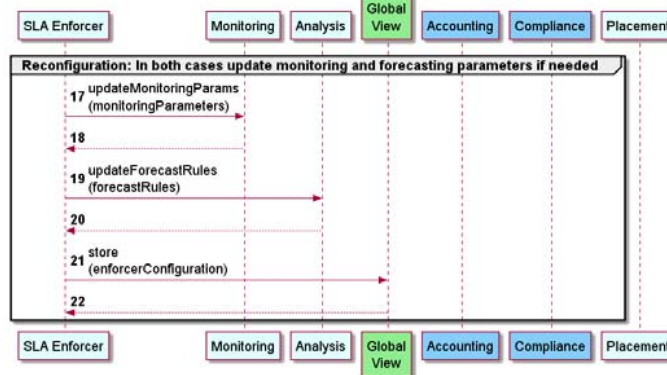 SLA Enforcer
Monitoring
Analysis
Global
View
Accounting
Compliance
Placement
Reconfiguration: In both cases update monitoring and forecasting parameters if needed
17 updateMonitoringParams
(monitoringParameters)
18
19 updateForecastRules
(forecastRules)
20
21 store
(enforcerConfiguration)
22
SLA Enforcer
Monitoring
Analysis
Global
View
Accounting
Compliance
Placement